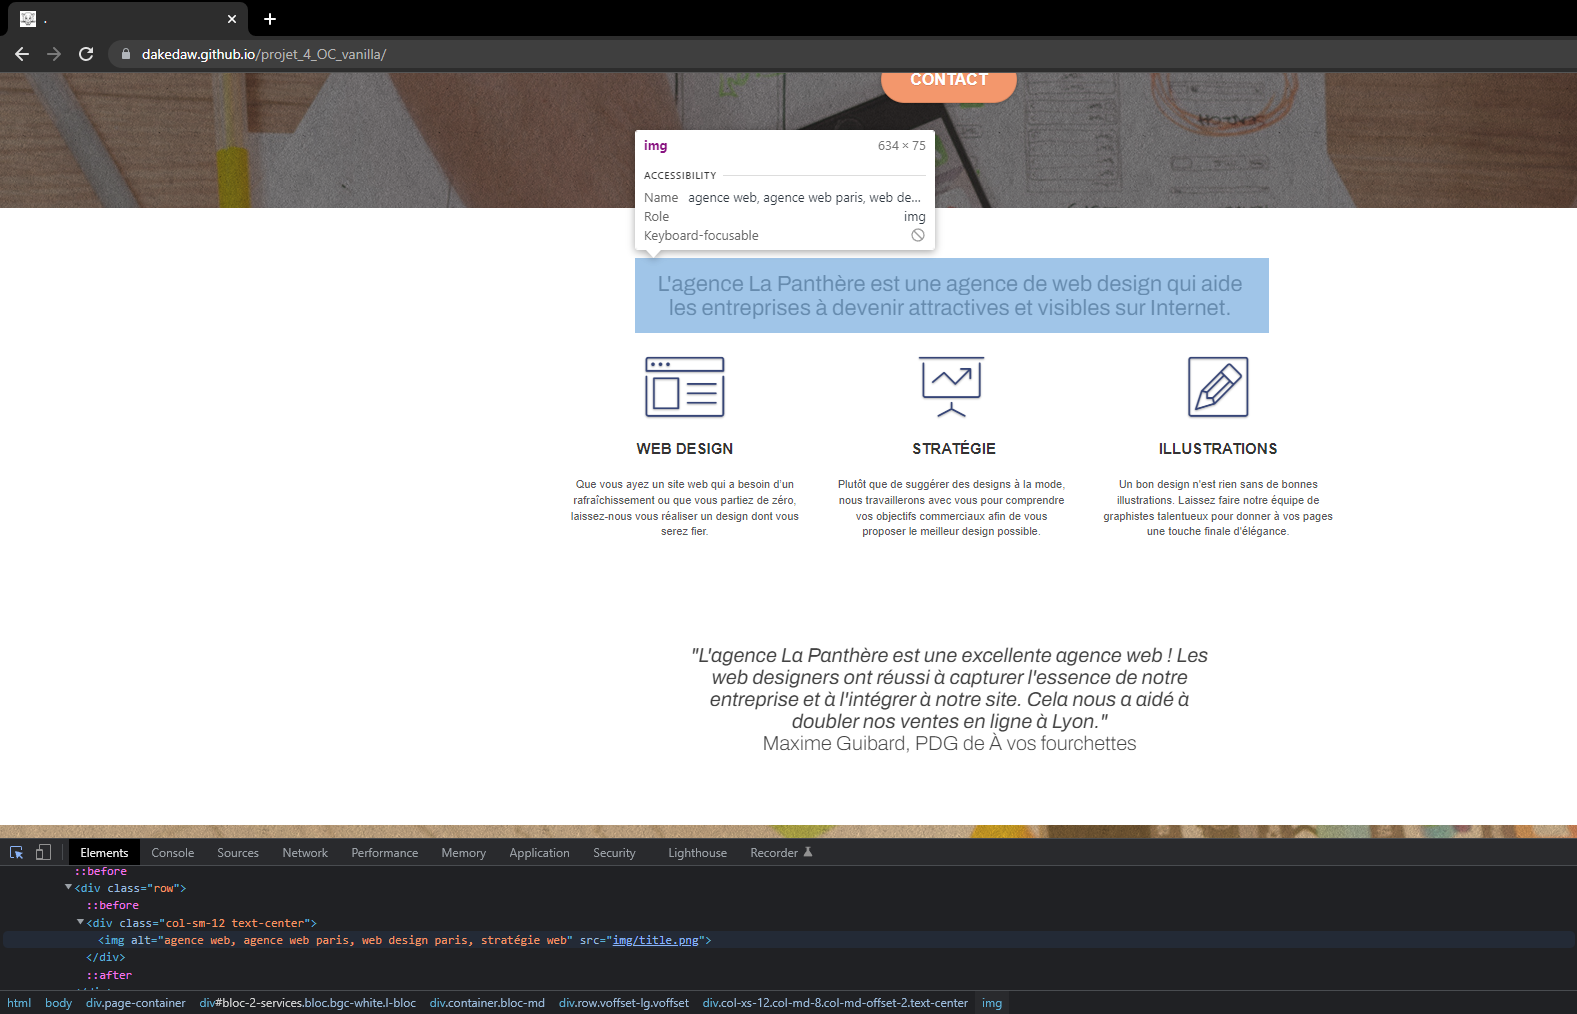 .
dakedaw.github.io/projet_4_OC_vanilla/
CONTACT
img 634 × 75
ACCESSIBILITY
Name agence web, agence web paris, web de...
Role img
Keyboard-focusable
L'agence La Panthère est une agence de web design qui aide
les entreprises à devenir attractives et visibles sur Internet.
WEB DESIGN
Que vous ayez un site web qui a besoin d'un
rafraîchissement ou que vous partiez de zéro,
laissez-nous vous réaliser un design dont vous
serez fier.
STRATÉGIE
Plutôt que de suggérer des designs à la mode,
nous travaillerons avec vous pour comprendre
vos objectifs commerciaux afin de vous
proposer le meilleur design possible.
ILLUSTRATIONS
Un bon design n'est rien sans de bonnes
illustrations. Laissez faire notre équipe de
graphistes talentueux pour donner à vos pages
une touche finale d'élégance.
"L'agence La Panthère est une excellente agence web ! Les
web designers ont réussi à capturer l'essence de notre
entreprise et à l'intégrer à notre site. Cela nous a aidé à
doubler nos ventes en ligne à Lyon."
Maxime Guibard, PDG de À vos fourchettes
Elements Console Sources Network Performance Memory Application Security Lighthouse Recorder
::before
<div class="row">
::before
<div class="col-sm-12 text-center">
<img alt="agence web, agence web paris, web design paris, stratégie web" src="img/title.png">
</div>
::after
html body div.page-container div#bloc-2-services.bloc.bgc-white.l-bloc div.container.bloc-md div.row.voffset-lg.voffset div.col-xs-12.col-md-8.col-md-offset-2.text-center img